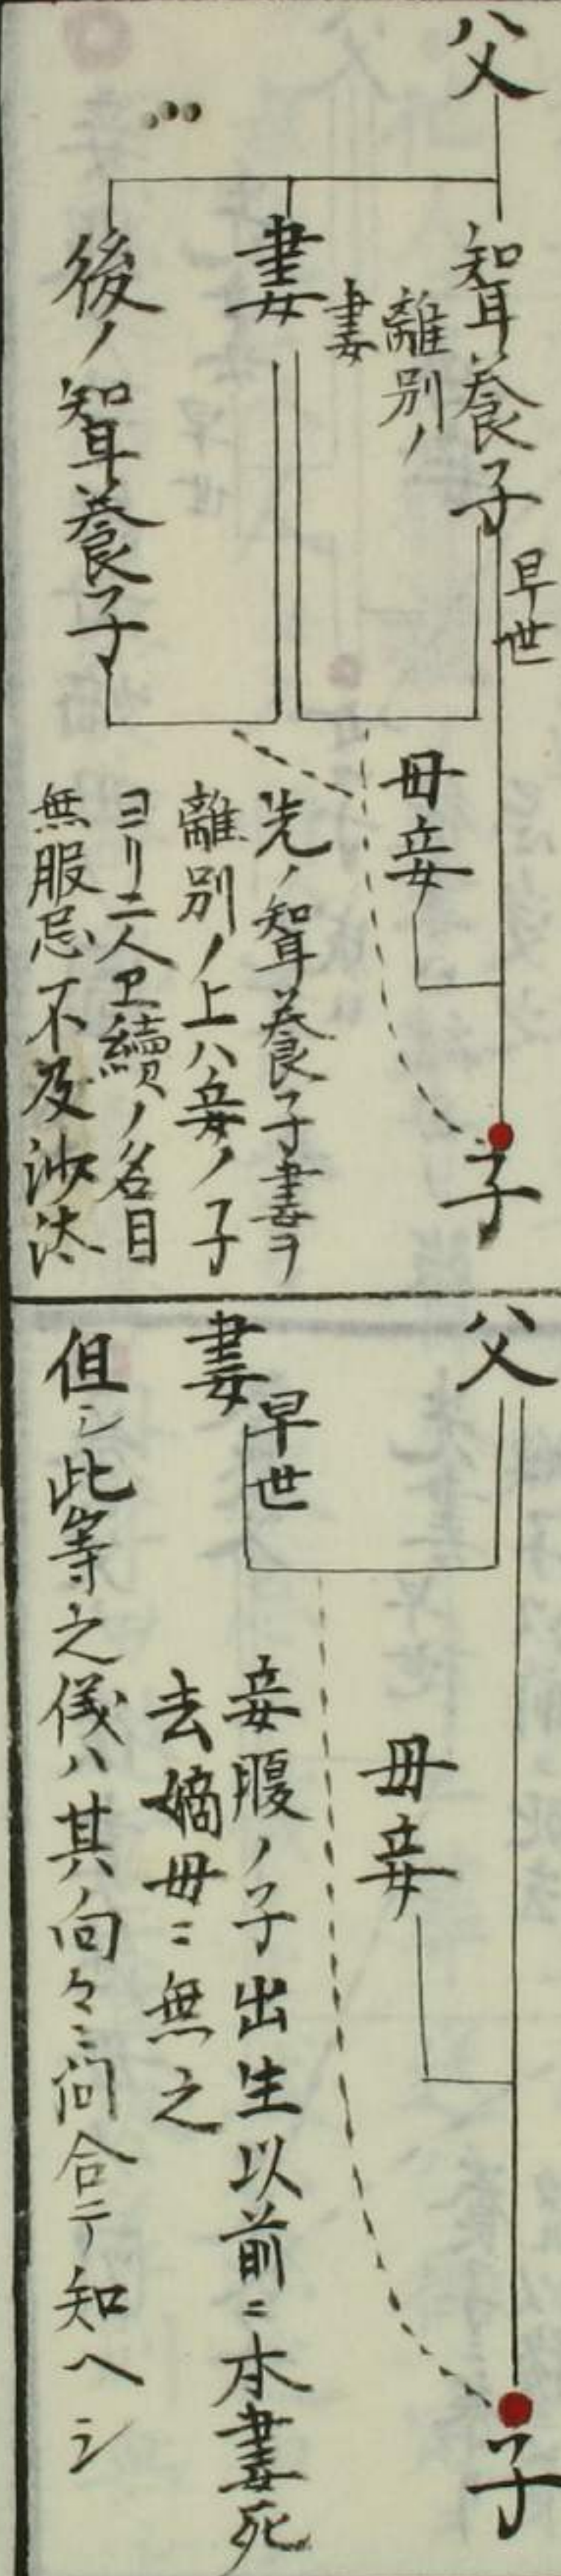 父
聟養子
早世
離別ノ
妻
妻
後ノ聟養子
母妾
子
先ノ聟養子妻ヲ
離別ノ上ハ妾ノ子
ヨリ二人ヱ續ノ名目
無服忌不及沙汰
父
妻
早世
母妾
子
妾腹ノ子出生以前ニ本妻死
去嫡母ニ無之
但シ此等之儀ハ其向々ニ問合テ知ヘシ